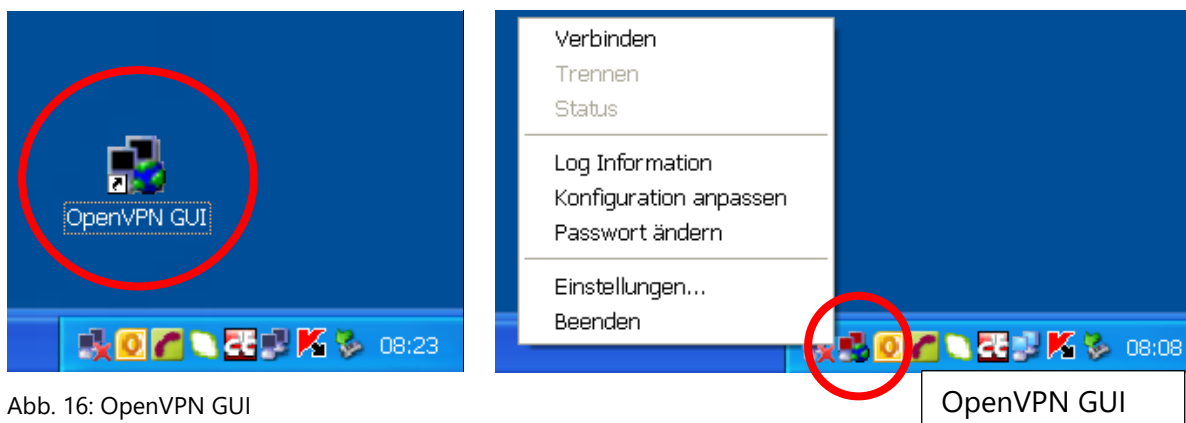 OpenVPN GUI
08:23
Abb. 16: OpenVPN GUI
Verbinden
Trennen
Status
Log Information
Konfiguration anpassen
Passwort ändern
Einstellungen...
Beenden
08:08
OpenVPN GUI